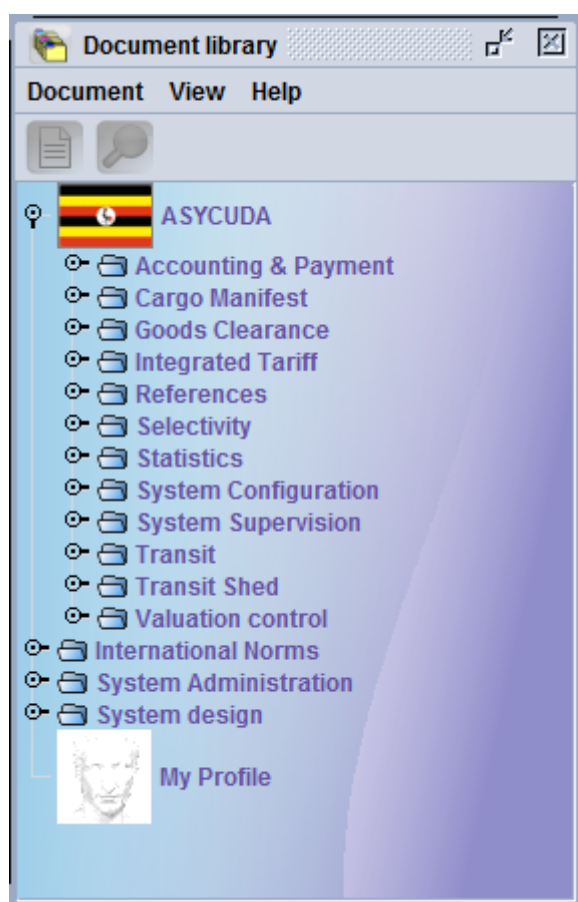 Document library
Document View Help
ASYCUDA
Accounting & Payment
Cargo Manifest
Goods Clearance
Integrated Tariff
References
Selectivity
Statistics
System Configuration
System Supervision
Transit
Transit Shed
Valuation control
International Norms
System Administration
System design
My Profile